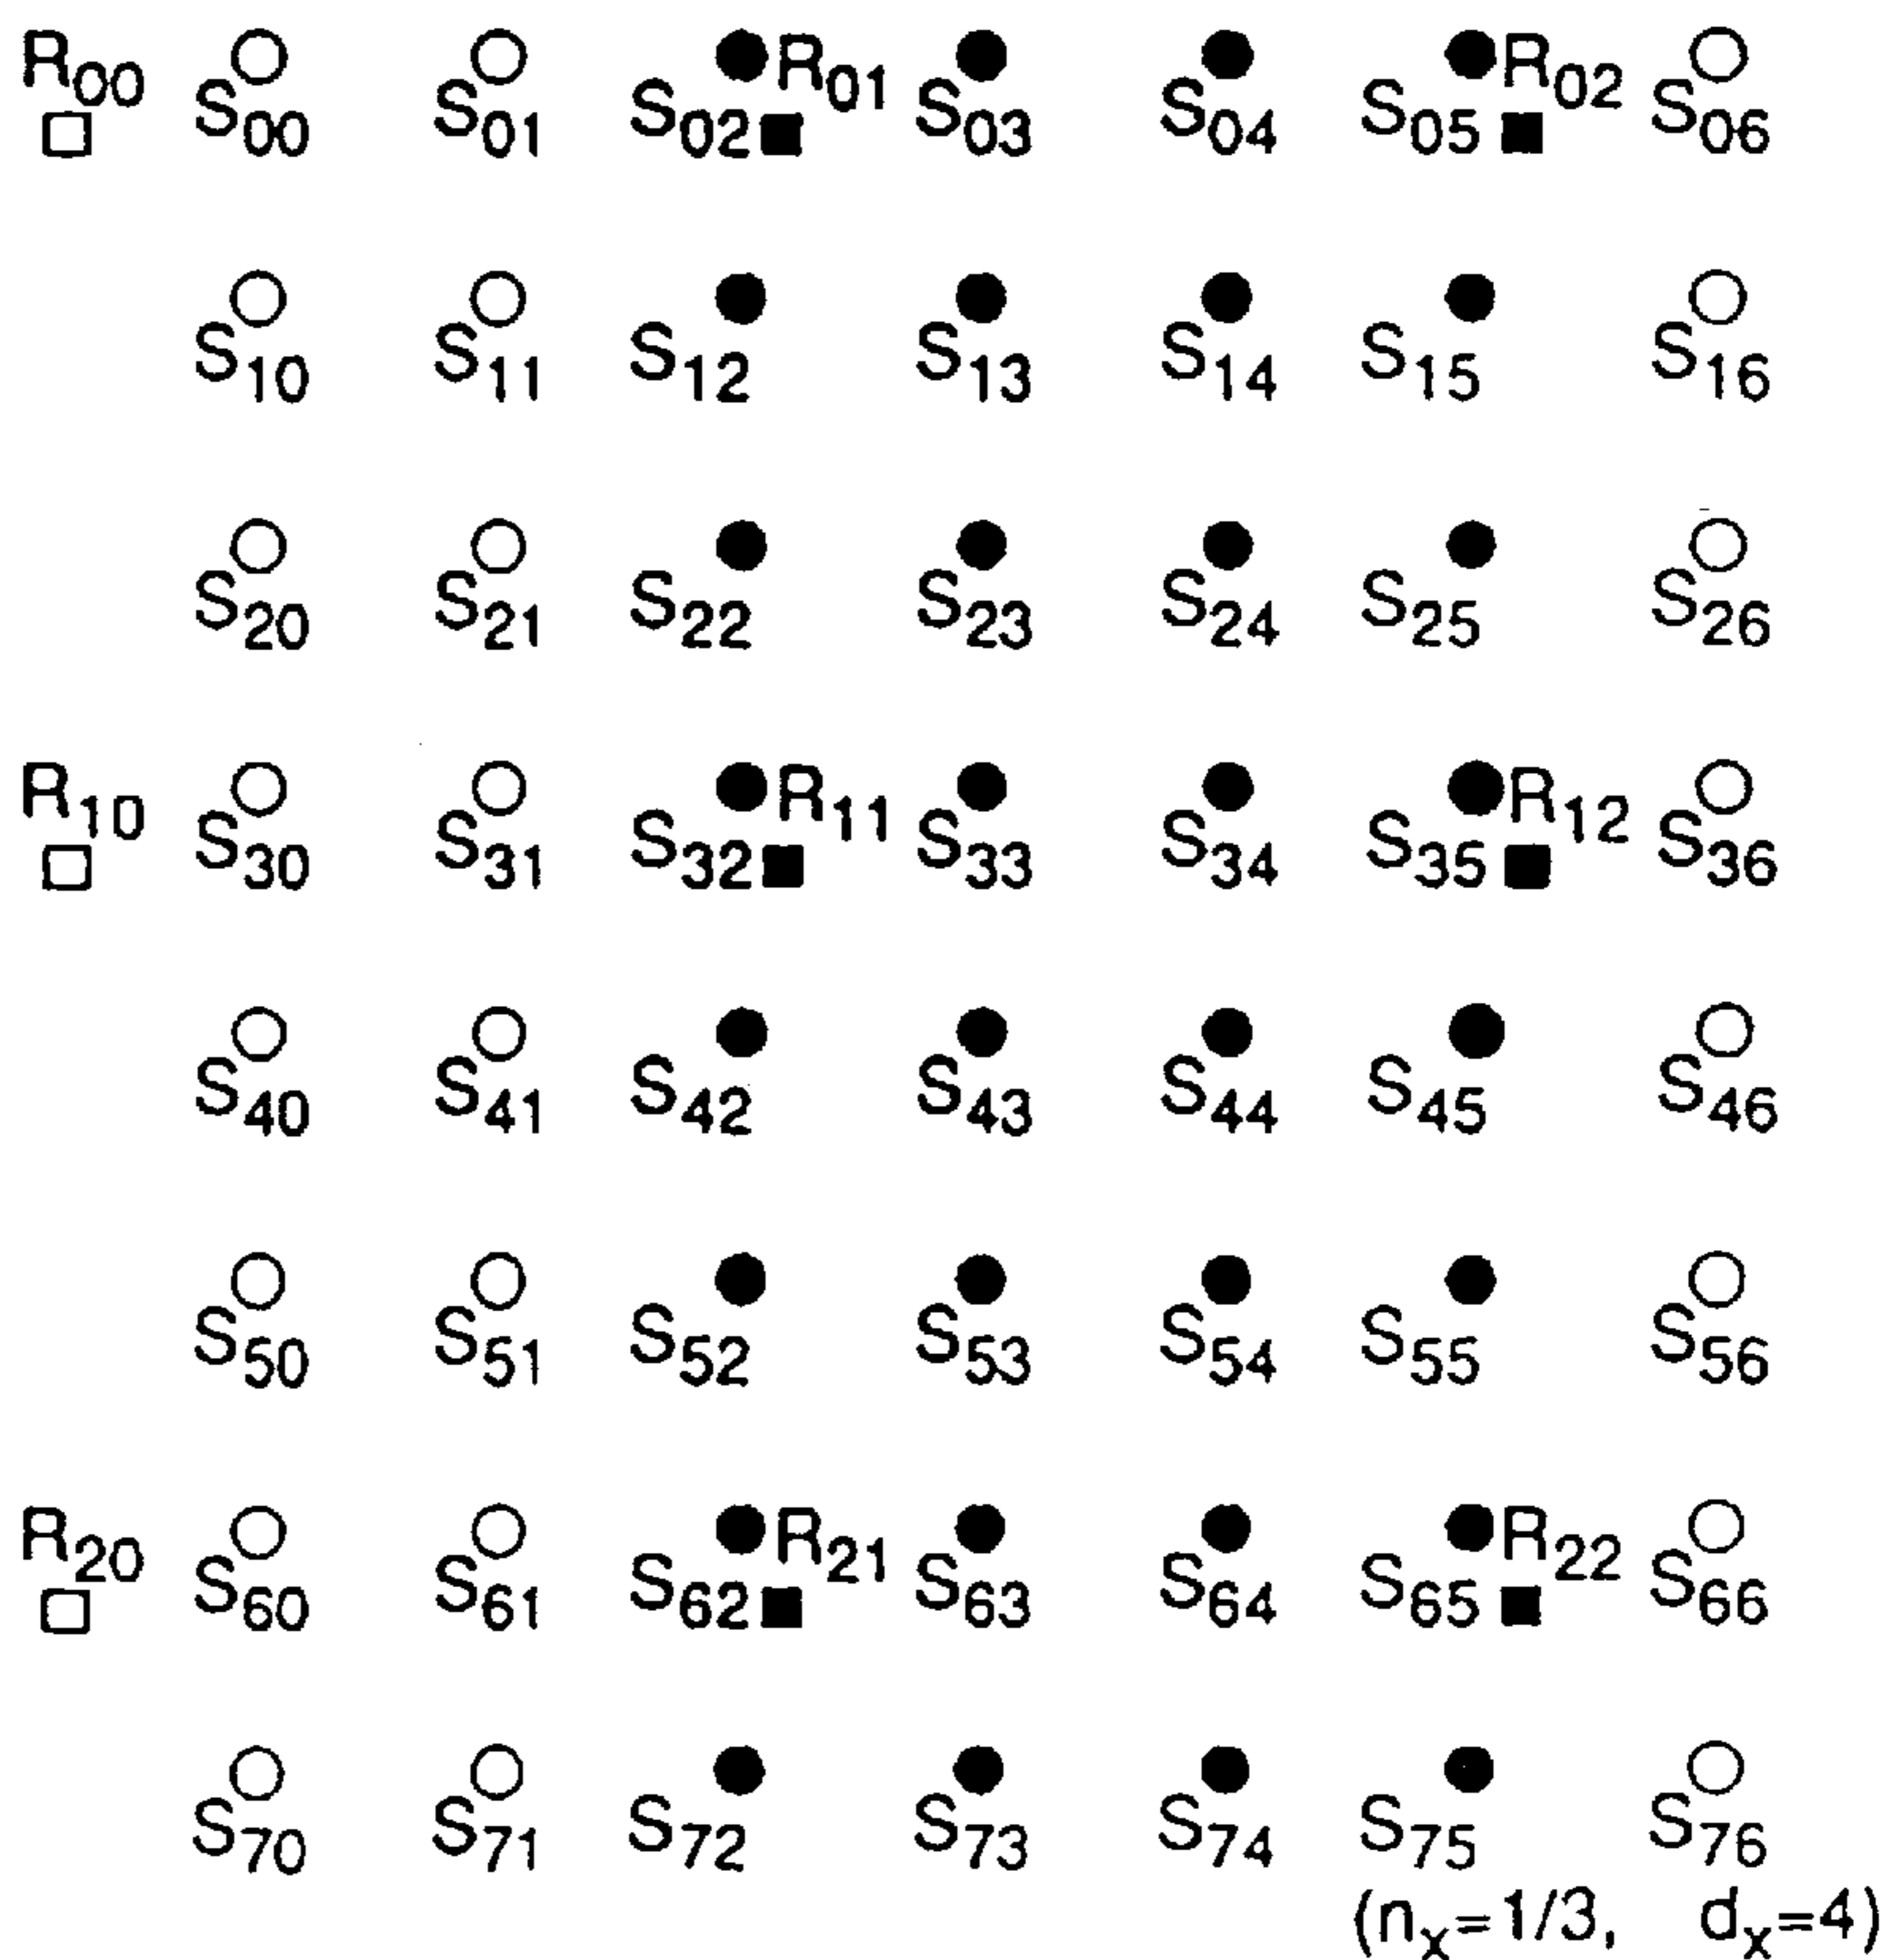 R00 S00 S01 S02 R01 S03 S04 S05 R02 S06
S10 S11 S12 S13 S14 S15 S16
S20 S21 S22 S23 S24 S25 S26
R10 S30 S31 S32 R11 S33 S34 S35 R12 S36
S40 S41 S42 S43 S44 S45 S46
S50 S51 S52 S53 S54 S55 S56
R20 S60 S61 S62 R21 S63 S64 S65 R22 S66
S70 S71 S72 S73 S74 S75 S76
(nx=1/3, dx=4)